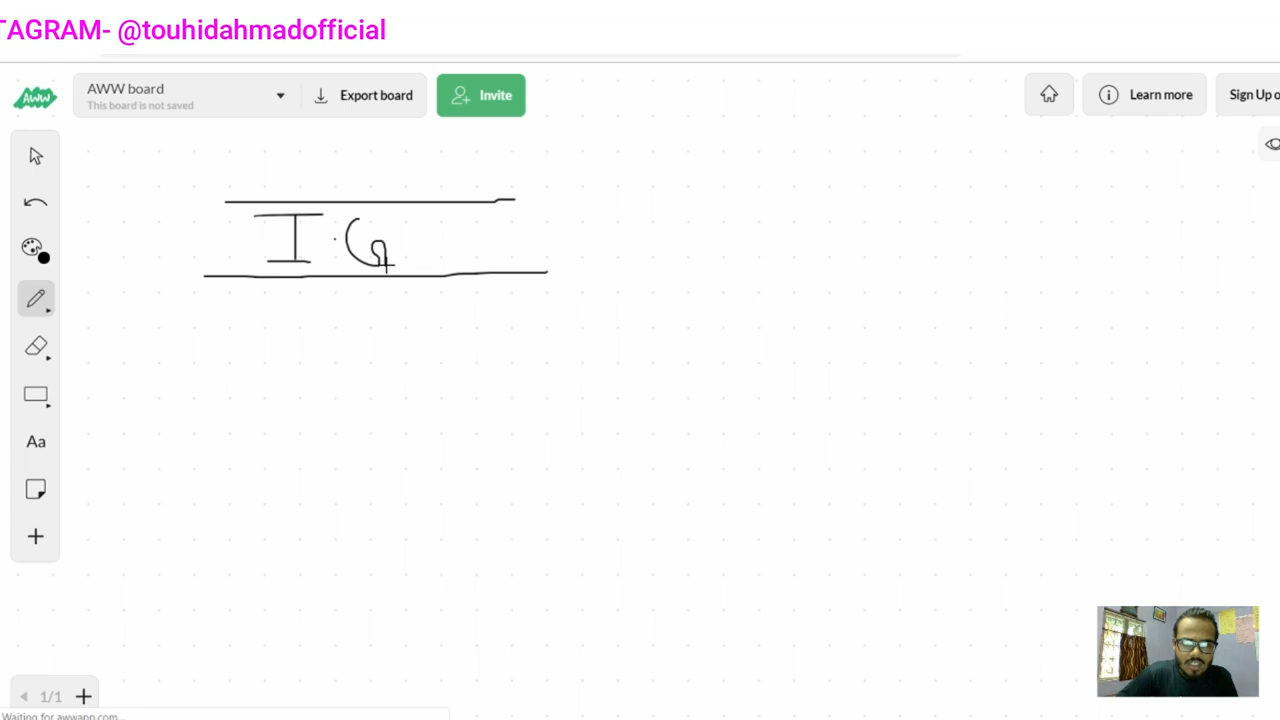 TAGRAM- @touhidahmadofficial
AWW
AWW board
This board is not saved
Export board
Invite
Learn more
Sign Up o
I.G
Aa
1/1
Waiting for awwapp.com...